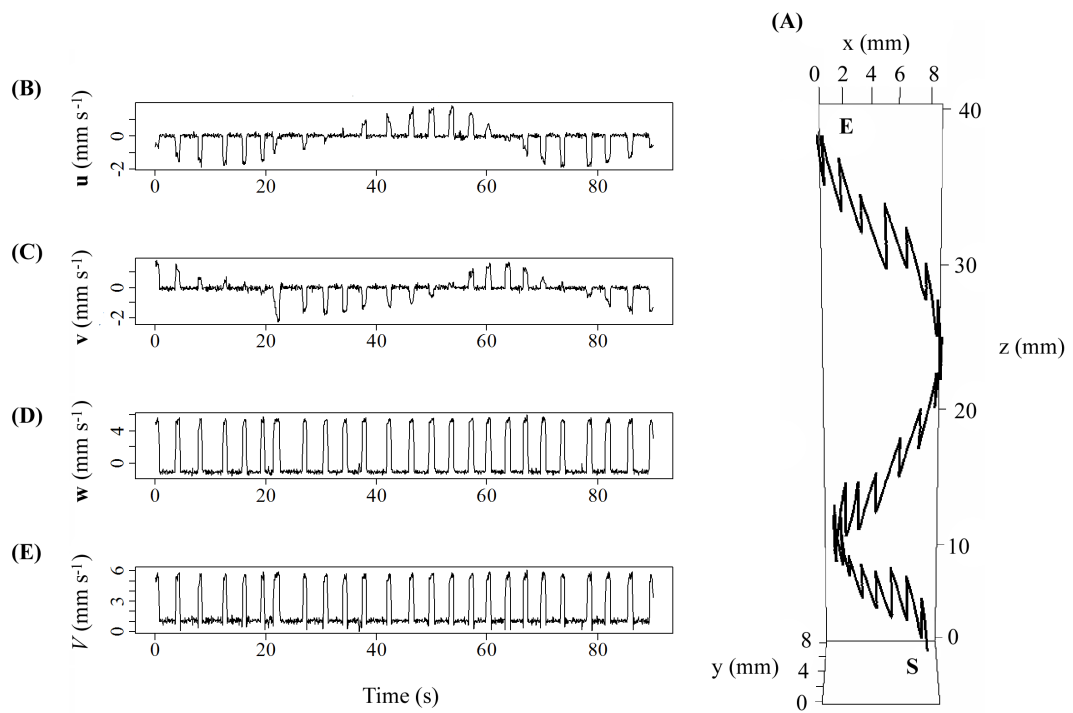 (A)
x (mm)
0 2 4 6 8
E
40
30
z (mm)
20
10
0
S
8
y (mm) 4
0
(B)
u (mm s-1)
0
-2
0 20 40 60 80
(C)
v (mm s-1)
0
-2
0 20 40 60 80
(D)
w (mm s-1)
4
0
0 20 40 60 80
(E)
V (mm s-1)
6
3
0
0 20 40 60 80
Time (s)